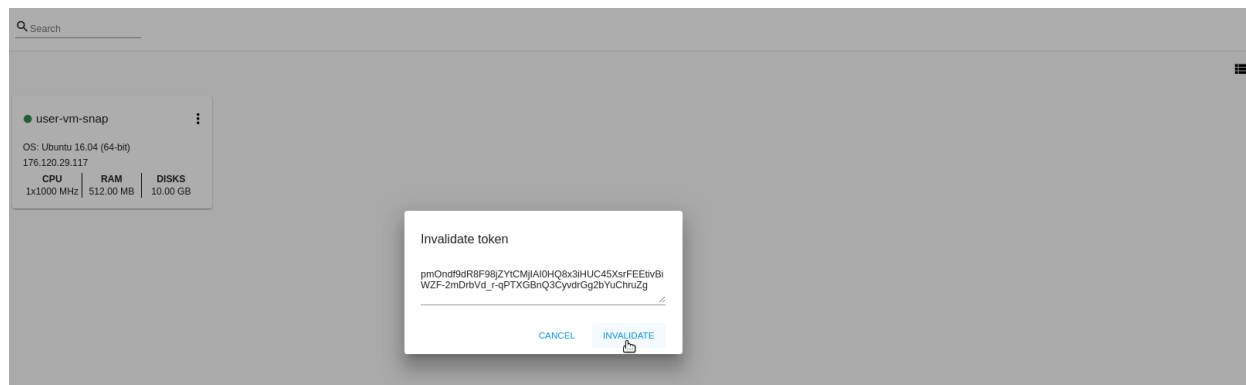 Search
user-vm-snap
OS: Ubuntu 16.04 (64-bit)
176.120.29.117
CPU RAM DISKS
1x1000 MHz 512.00 MB 10.00 GB
Invalidate token
pmOndf9dR8F98jZYtCMjIAI0HQ8x3iHUC45XsrFEEtivBi
WZF-2mDrbVd_r-qPTXGBnQ3CyvdrGg2bYuChruZg
CANCEL INVALIDATE